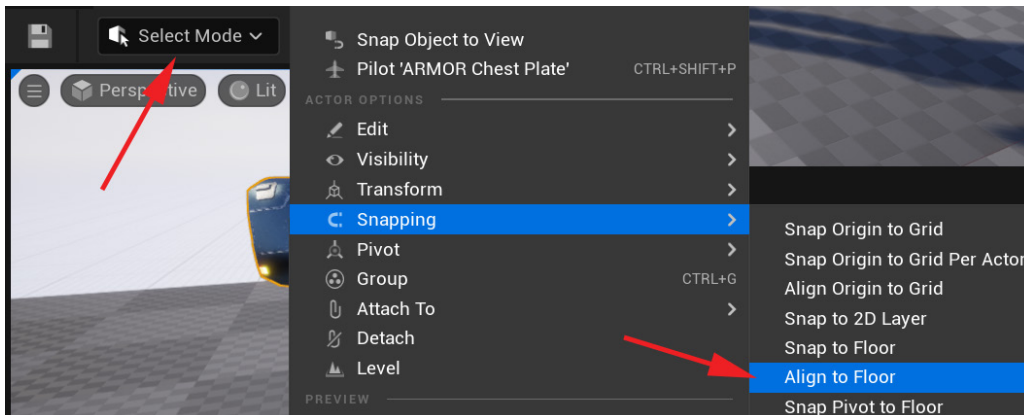 Select Mode
Perspective
Lit
Snap Object to View
Pilot 'ARMOR Chest Plate' CTRL+SHIFT+P
ACTOR OPTIONS
Edit
Visibility
Transform
Snapping
Pivot
Group CTRL+G
Attach To
Detach
Level
PREVIEW
Snap Origin to Grid
Snap Origin to Grid Per Actor
Align Origin to Grid
Snap to 2D Layer
Snap to Floor
Align to Floor
Snap Pivot to Floor